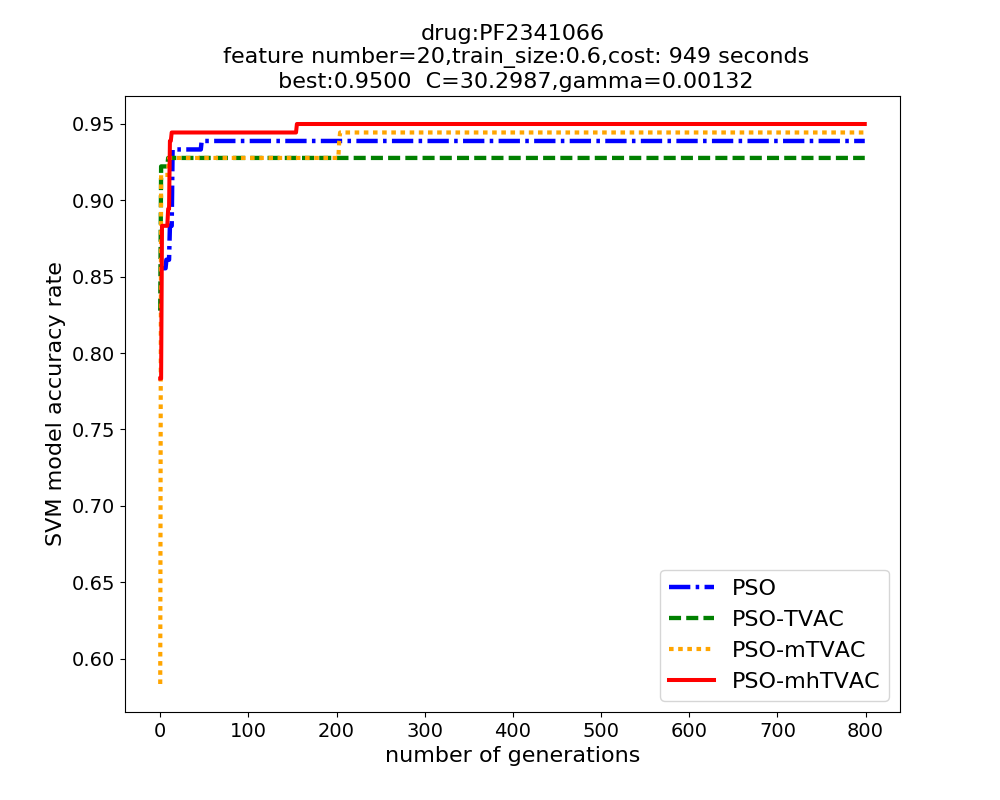 drug:PF2341066
feature number=20,train_size:0.6,cost: 949 seconds
best:0.9500  C=30.2987,gamma=0.00132
SVM model accuracy rate
0.95
0.90
0.85
0.80
0.75
0.70
0.65
0.60
0 100 200 300 400 500 600 700 800
number of generations
PSO
PSO-TVAC
PSO-mTVAC
PSO-mhTVAC